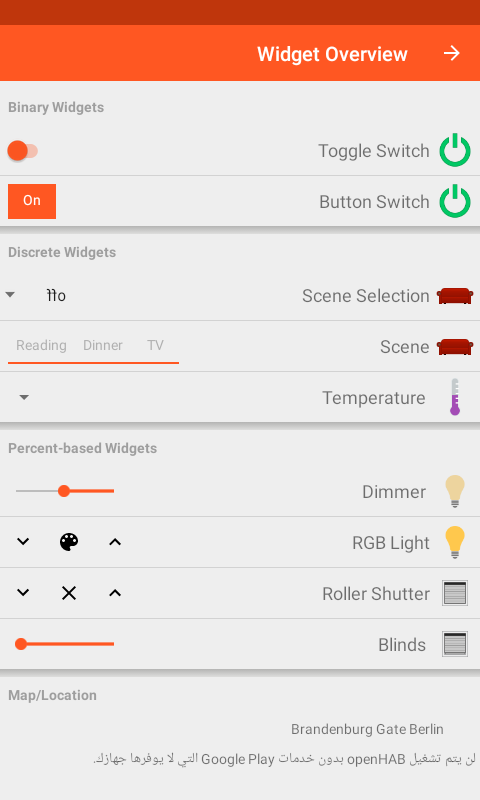 Widget Overview
Binary Widgets
Toggle Switch
On
Button Switch
Discrete Widgets
Scene Selection
Reading Dinner TV
Scene
Temperature
Percent-based Widgets
Dimmer
RGB Light
Roller Shutter
Blinds
Map/Location
Brandenburg Gate Berlin
لن يتم تشغيل openHAB بدون خدمات Google Play التي لا يوفرها جهازك.